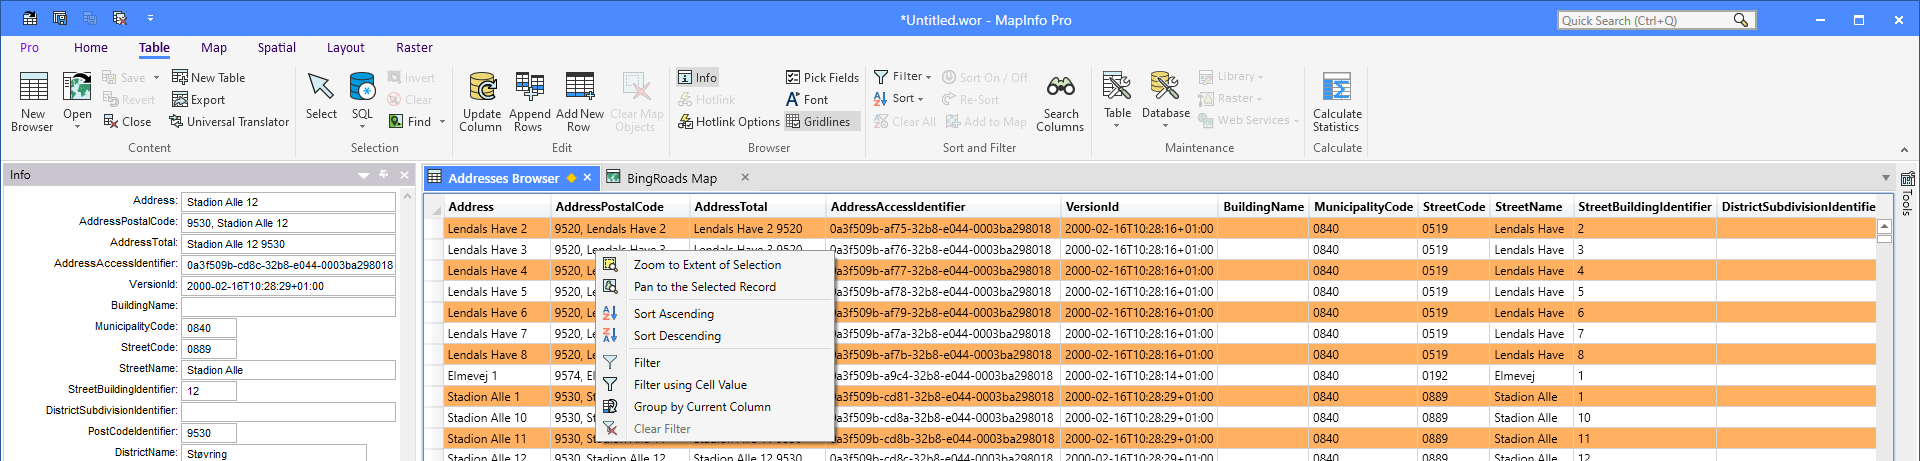 *Untitled.wor - MapInfo Pro
Quick Search (Ctrl+Q)
Pro Home Table Map Spatial Layout Raster
New Browser
Open
Save
Revert
Close
New Table
Export
Universal Translator
Content
Select
SQL
Invert
Clear
Find
Selection
Update Column
Append Rows
Add New Row
Clear Map Objects
Edit
Info
Hotlink
Hotlink Options
Pick Fields
Font
Gridlines
Browser
Filter
Sort
Clear All
Sort On / Off
Re-Sort
Add to Map
Search Columns
Sort and Filter
Table
Database
Library
Raster
Web Services
Maintenance
Calculate Statistics
Calculate
Info
Address: Stadion Alle 12
AddressPostalCode: 9530, Stadion Alle 12
AddressTotal: Stadion Alle 12 9530
AddressAccessIdentifier: 0a3f509b-cd8c-32b8-e044-0003ba298018
VersionId: 2000-02-16T10:28:29+01:00
BuildingName:
MunicipalityCode: 0840
StreetCode: 0889
StreetName: Stadion Alle
StreetBuildingIdentifier: 12
DistrictSubdivisionIdentifier:
PostCodeIdentifier: 9530
DistrictName: Støvring
Addresses Browser
BingRoads Map
Tools
Address AddressPostalCode AddressTotal AddressAccessIdentifier VersionId BuildingName MunicipalityCode StreetCode StreetName StreetBuildingIdentifier DistrictSubdivisionIdentifie
Lendals Have 2 9520, Lendals Have 2 Lendals Have 2 9520 0a3f509b-af75-32b8-e044-0003ba298018 2000-02-16T10:28:16+01:00 0840 0519 Lendals Have 2
Lendals Have 3 9520, Lendals Have 3 Lendals Have 3 9520 0a3f509b-af76-32b8-e044-0003ba298018 2000-02-16T10:28:16+01:00 0840 0519 Lendals Have 3
Lendals Have 4 9520, Le 0a3f509b-af77-32b8-e044-0003ba298018 2000-02-16T10:28:16+01:00 0840 0519 Lendals Have 4
Lendals Have 5 9520, Le 0a3f509b-af78-32b8-e044-0003ba298018 2000-02-16T10:28:16+01:00 0840 0519 Lendals Have 5
Lendals Have 6 9520, Le 0a3f509b-af79-32b8-e044-0003ba298018 2000-02-16T10:28:16+01:00 0840 0519 Lendals Have 6
Lendals Have 7 9520, Le 0a3f509b-af7a-32b8-e044-0003ba298018 2000-02-16T10:28:16+01:00 0840 0519 Lendals Have 7
Lendals Have 8 9520, Le 0a3f509b-af7b-32b8-e044-0003ba298018 2000-02-16T10:28:16+01:00 0840 0519 Lendals Have 8
Elmevej 1 9574, El 0a3f509b-a9c4-32b8-e044-0003ba298018 2000-02-16T10:28:14+01:00 0840 0192 Elmevej 1
Stadion Alle 1 9530, St 0a3f509b-cd81-32b8-e044-0003ba298018 2000-02-16T10:28:29+01:00 0840 0889 Stadion Alle 1
Stadion Alle 10 9530, St 0a3f509b-cd8a-32b8-e044-0003ba298018 2000-02-16T10:28:29+01:00 0840 0889 Stadion Alle 10
Stadion Alle 11 9530, St 0a3f509b-cd8b-32b8-e044-0003ba298018 2000-02-16T10:28:29+01:00 0840 0889 Stadion Alle 11
Stadion Alle 12 9530, Stadion Alle 12 Stadion Alle 12 9530 0a3f509b-cd8c-32b8-e044-0003ba298018 2000-02-16T10:28:29+01:00 0840 0889 Stadion Alle 12
Zoom to Extent of Selection
Pan to the Selected Record
Sort Ascending
Sort Descending
Filter
Filter using Cell Value
Group by Current Column
Clear Filter